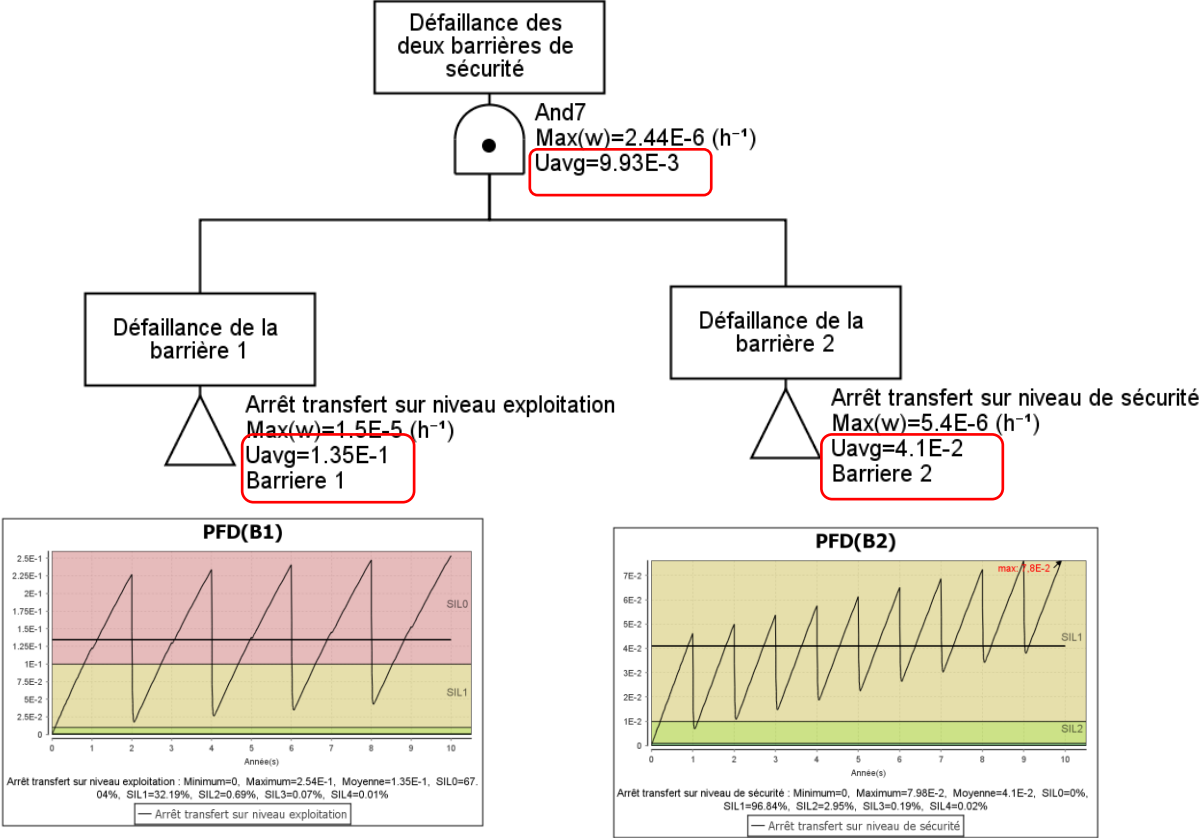 Défaillance des
deux barrières de
sécurité
And7
Max(w)=2.44E-6 (h⁻¹)
Uavg=9.93E-3
Défaillance de la
barrière 1
Défaillance de la
barrière 2
Arrêt transfert sur niveau exploitation
Max(w)=1.5E-5 (h⁻¹)
Uavg=1.35E-1
Barriere 1
Arrêt transfert sur niveau de sécurité
Max(w)=5.4E-6 (h⁻¹)
Uavg=4.1E-2
Barriere 2
PFD(B1)
2.5E-1
2.25E-1
2E-1
1.75E-1
1.5E-1
1.25E-1
1E-1
7.5E-2
5E-2
2.5E-2
0
SIL0
SIL1
0 1 2 3 4 5 6 7 8 9 10
Année(s)
Arrêt transfert sur niveau exploitation : Minimum=0, Maximum=2.54E-1, Moyenne=1.35E-1, SIL0=67.
04%, SIL1=32.19%, SIL2=0.69%, SIL3=0.07%, SIL4=0.01%
Arrêt transfert sur niveau exploitation
PFD(B2)
max: 7,8E-2
7E-2
6E-2
5E-2
4E-2
3E-2
2E-2
1E-2
0
SIL1
SIL2
0 1 2 3 4 5 6 7 8 9 10
Année(s)
Arrêt transfert sur niveau de sécurité : Minimum=0, Maximum=7.98E-2, Moyenne=4.1E-2, SIL0=0%,
SIL1=96.84%, SIL2=2.95%, SIL3=0.19%, SIL4=0.02%
Arrêt transfert sur niveau de sécurité